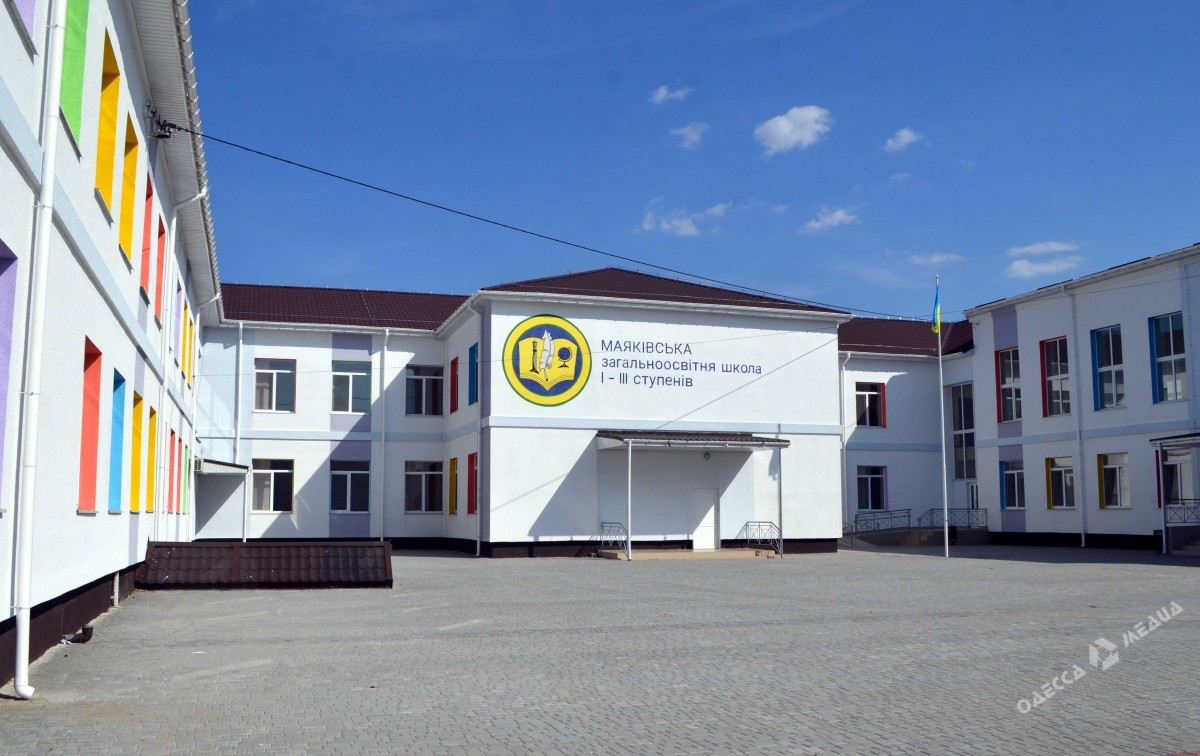 МАЯКІВСЬКА
загальноосвітня школа
І – ІІІ ступенів
ОДЕССА МЕДИА